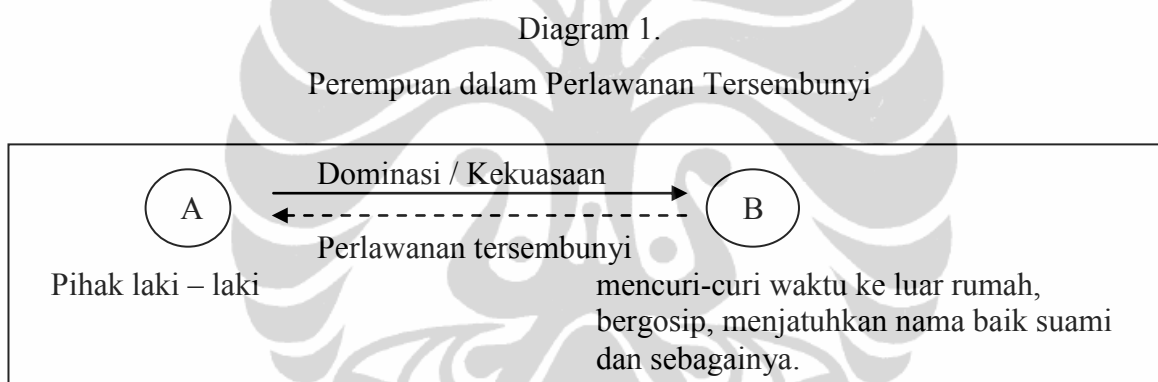 Diagram 1.
Perempuan dalam Perlawanan Tersembunyi
Dominasi / Kekuasaan
A
B
Perlawanan tersembunyi
Pihak laki – laki
mencuri-curi waktu ke luar rumah,
bergosip, menjatuhkan nama baik suami
dan sebagainya.